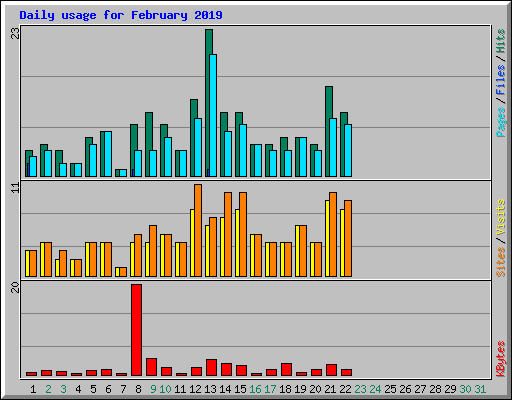 Daily usage for February 2019
23
Pages / Files / Hits
11
Sites / Visits
20
KBytes
1 2 3 4 5 6 7 8 9 10 11 12 13 14 15 16 17 18 19 20 21 22 23 24 25 26 27 28 29 30 31